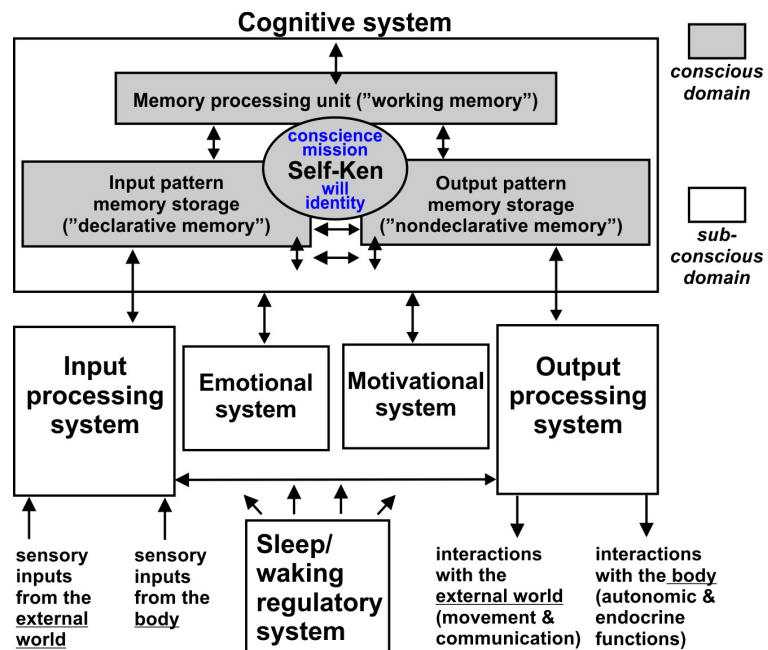 Cognitive system
Memory processing unit (”working memory”)
conscience
mission
Self-Ken
will
identity
Input pattern
memory storage
(”declarative memory”)
Output pattern
memory storage
(”nondeclarative memory”)
conscious
domain
sub-
conscious
domain
Input
processing
system
Emotional
system
Motivational
system
Output
processing
system
Sleep/
waking
regulatory
system
sensory
inputs
from the
external
world
sensory
inputs
from the
body
interactions
with the
external world
(movement &
communication)
interactions
with the body
(autonomic &
endocrine
functions)